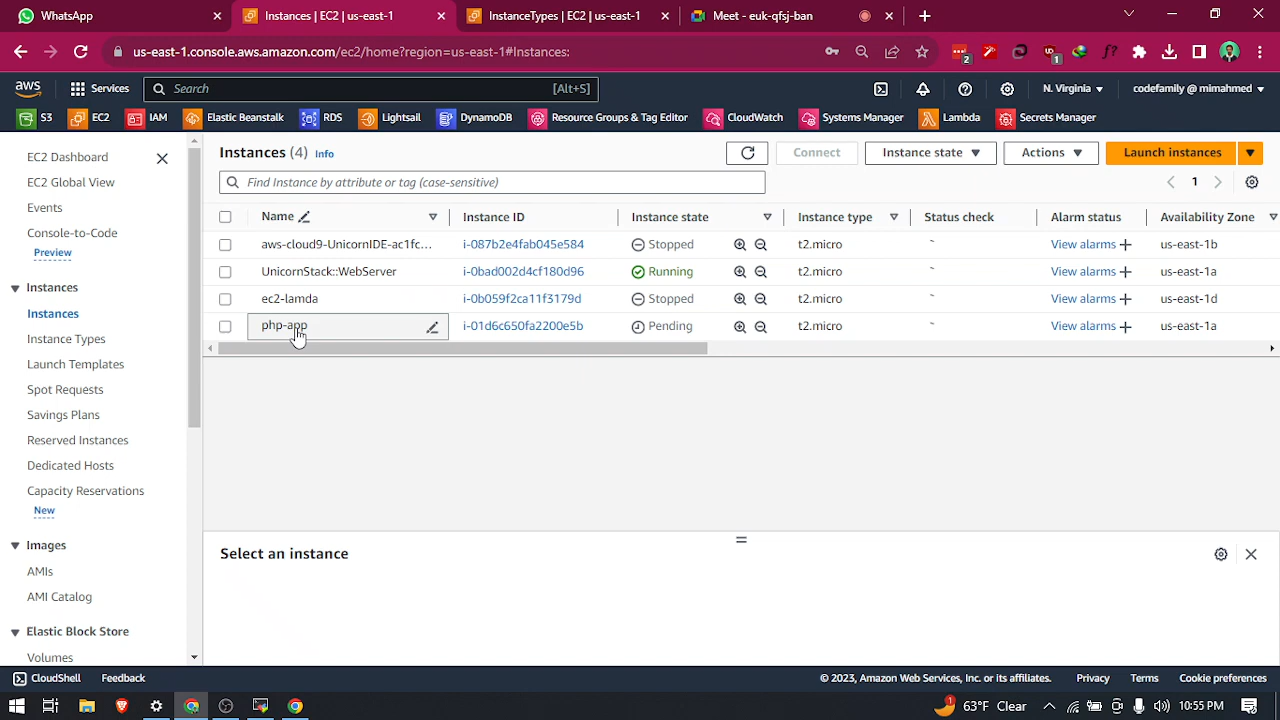 WhatsApp
Instances | EC2 | us-east-1
InstanceTypes | EC2 | us-east-1
Meet - euk-qfsj-ban
us-east-1.console.aws.amazon.com/ec2/home?region=us-east-1#Instances:
2
1
f?
aws
Services
Search
[Alt+S]
N. Virginia
codefamily @ mimahmed
S3
EC2
IAM
Elastic Beanstalk
RDS
Lightsail
DynamoDB
Resource Groups & Tag Editor
CloudWatch
Systems Manager
Lambda
Secrets Manager
EC2 Dashboard
EC2 Global View
Events
Console-to-Code
Preview
Instances
Instances
Instance Types
Launch Templates
Spot Requests
Savings Plans
Reserved Instances
Dedicated Hosts
Capacity Reservations
New
Images
AMIs
AMI Catalog
Elastic Block Store
Volumes
Instances (4) Info
Connect
Instance state
Actions
Launch instances
Find Instance by attribute or tag (case-sensitive)
1
Name Instance ID Instance state Instance type Status check Alarm status Availability Zone
aws-cloud9-UnicornIDE-ac1fc... i-087b2e4fab045e584 Stopped t2.micro - View alarms + us-east-1b
UnicornStack::WebServer i-0bad002d4cf180d96 Running t2.micro - View alarms + us-east-1a
ec2-lamda i-0b059f2ca11f3179d Stopped t2.micro - View alarms + us-east-1d
php-app i-01d6c650fa2200e5b Pending t2.micro - View alarms + us-east-1a
Select an instance
CloudShell
Feedback
© 2023, Amazon Web Services, Inc. or its affiliates.
Privacy
Terms
Cookie preferences
1
63°F Clear
10:55 PM